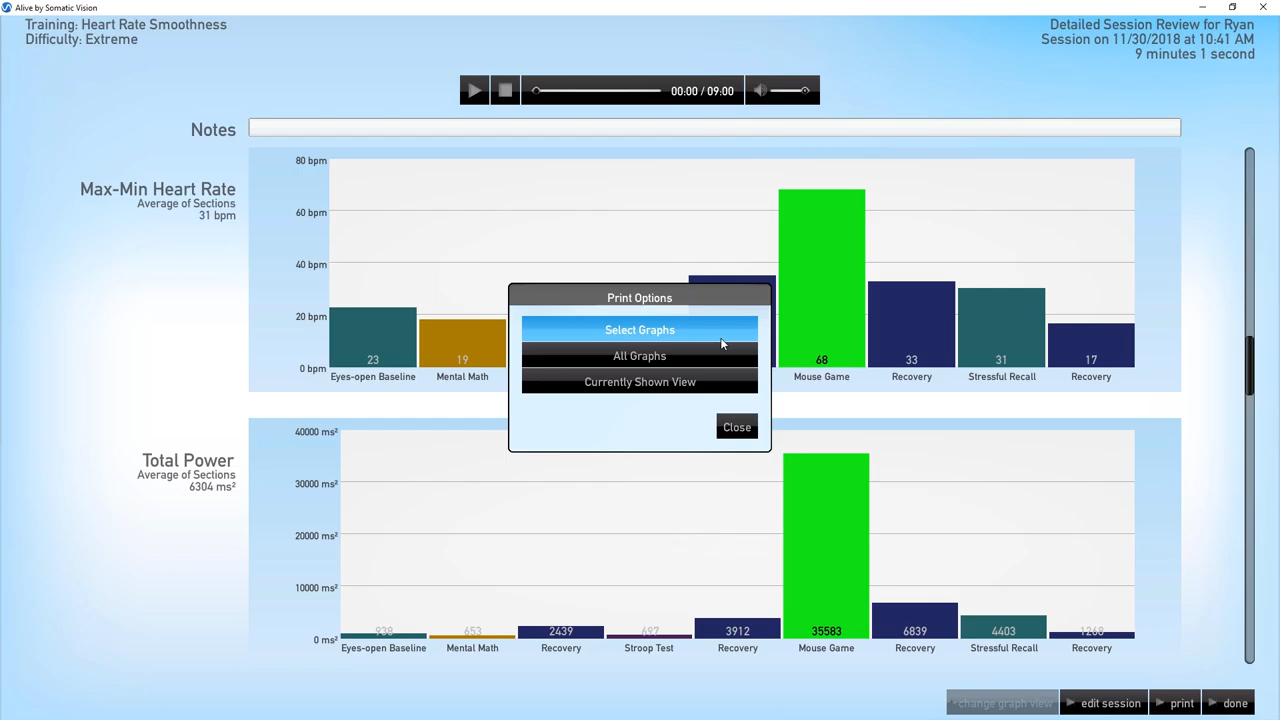 Alive by Somatic Vision
Training: Heart Rate Smoothness
Difficulty: Extreme
Detailed Session Review for Ryan
Session on 11/30/2018 at 10:41 AM
9 minutes 1 second
00:00 / 09:00
Notes
Max-Min Heart Rate
Average of Sections
31 bpm
80 bpm
60 bpm
40 bpm
20 bpm
0 bpm
23
19
68
33
31
17
Eyes-open Baseline
Mental Math
Mouse Game
Recovery
Stressful Recall
Recovery
Print Options
Select Graphs
All Graphs
Currently Shown View
Close
Total Power
Average of Sections
6304 ms²
40000 ms²
30000 ms²
20000 ms²
10000 ms²
0 ms²
938
653
2439
697
3912
35583
6839
4403
1268
Eyes-open Baseline
Mental Math
Recovery
Stroop Test
Recovery
Mouse Game
Recovery
Stressful Recall
Recovery
change graph view
edit session
print
done